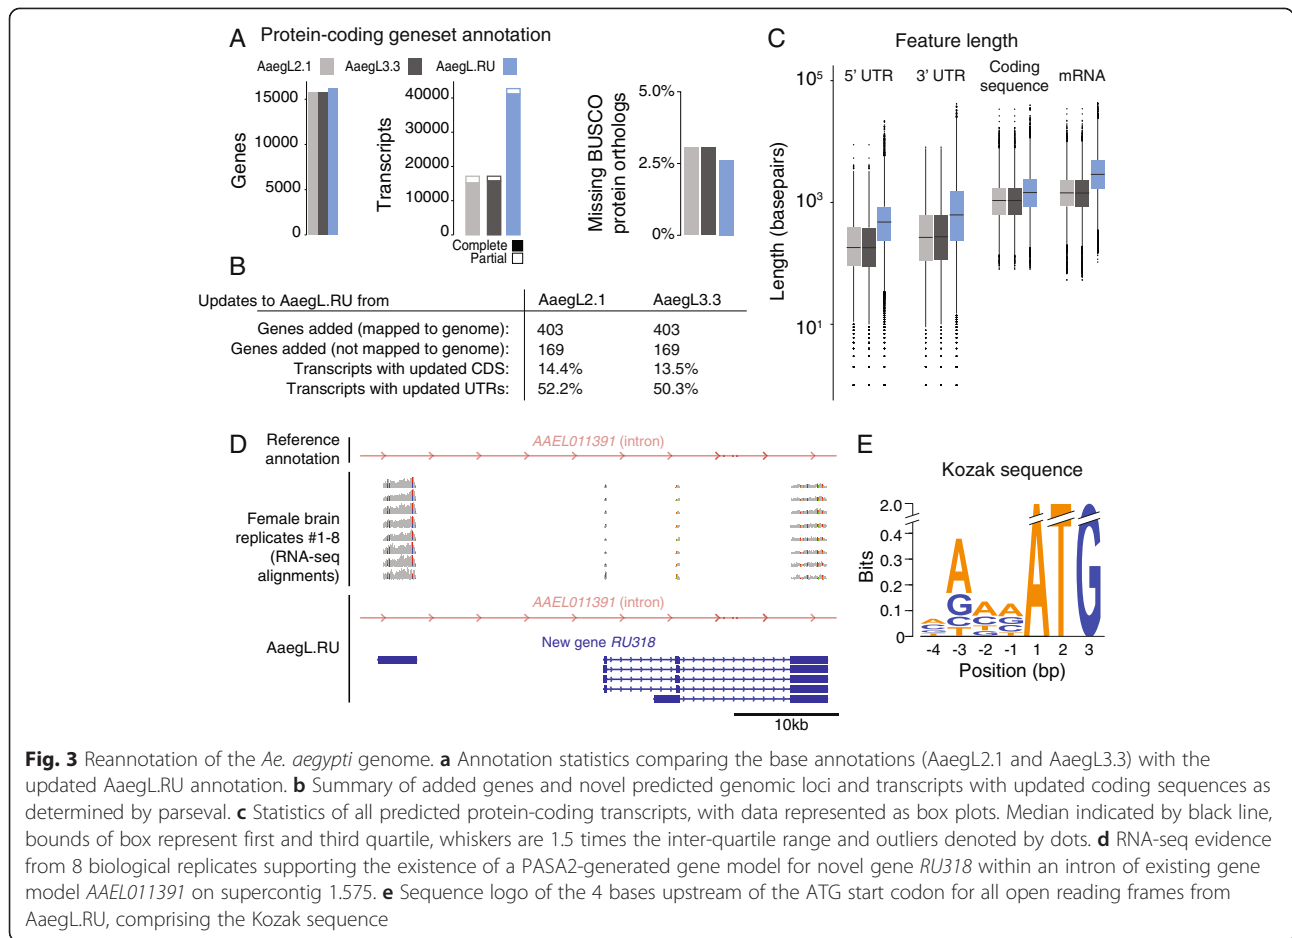 A Protein-coding geneset annotation
AaegL2.1 AaegL3.3 AaegL.RU
Genes
15000
10000
5000
0
Transcripts
40000
30000
20000
10000
0
Complete
Partial
Missing BUSCO
protein orthologs
5.0%
2.5%
0%
B
Updates to AaegL.RU from AaegL2.1 AaegL3.3
Genes added (mapped to genome): 403 403
Genes added (not mapped to genome): 169 169
Transcripts with updated CDS: 14.4% 13.5%
Transcripts with updated UTRs: 52.2% 50.3%
C Feature length
5' UTR 3' UTR Coding sequence mRNA
Length (basepairs)
10⁵
10³
10¹
D
Reference
annotation
AAEL011391 (intron)
Female brain
replicates #1-8
(RNA-seq
alignments)
AAEL011391 (intron)
AaegL.RU
New gene RU318
10kb
E
Kozak sequence
Bits
2.0
0.4
0.3
0.2
0.1
0
A C G T
A G C T
A C T G
A G C T
A T G
-4 -3 -2 -1 1 2 3
Position (bp)
Fig. 3 Reannotation of the Ae. aegypti genome. a Annotation statistics comparing the base annotations (AaegL2.1 and AaegL3.3) with the
updated AaegL.RU annotation. b Summary of added genes and novel predicted genomic loci and transcripts with updated coding sequences as
determined by parseval. c Statistics of all predicted protein-coding transcripts, with data represented as box plots. Median indicated by black line,
bounds of box represent first and third quartile, whiskers are 1.5 times the inter-quartile range and outliers denoted by dots. d RNA-seq evidence
from 8 biological replicates supporting the existence of a PASA2-generated gene model for novel gene RU318 within an intron of existing gene
model AAEL011391 on supercontig 1.575. e Sequence logo of the 4 bases upstream of the ATG start codon for all open reading frames from
AaegL.RU, comprising the Kozak sequence